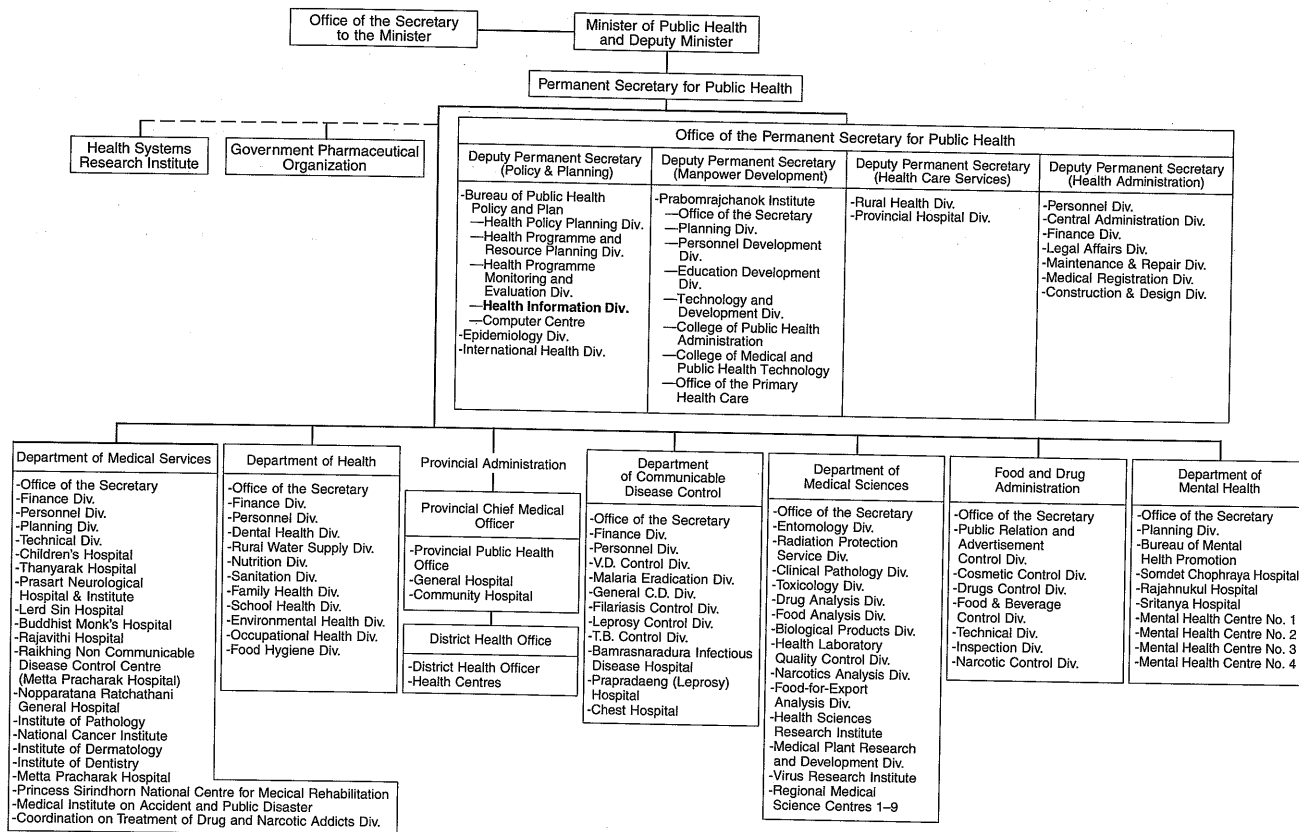 Office of the Secretary
to the Minister
Minister of Public Health
and Deputy Minister
Permanent Secretary for Public Health
Health Systems
Research Institute
Government Pharmaceutical
Organization
Office of the Permanent Secretary for Public Health
Deputy Permanent Secretary
(Policy & Planning)
-Bureau of Public Health
Policy and Plan
—Health Policy Planning Div.
—Health Programme and
Resource Planning Div.
—Health Programme
Monitoring and
Evaluation Div.
—Health Information Div.
—Computer Centre
-Epidemiology Div.
-International Health Div.
Deputy Permanent Secretary
(Manpower Development)
-Prabomrajchanok Institute
—Office of the Secretary
—Planning Div.
—Personnel Development
Div.
—Education Development
Div.
—Technology and
Development Div.
—College of Public Health
Administration
—College of Medical and
Public Health Technology
—Office of the Primary
Health Care
Deputy Permanent Secretary
(Health Care Services)
-Rural Health Div.
-Provincial Hospital Div.
Deputy Permanent Secretary
(Health Administration)
-Personnel Div.
-Central Administration Div.
-Finance Div.
-Legal Affairs Div.
-Maintenance & Repair Div.
-Medical Registration Div.
-Construction & Design Div.
Department of Medical Services
-Office of the Secretary
-Finance Div.
-Personnel Div.
-Planning Div.
-Technical Div.
-Children's Hospital
-Thanyarak Hospital
-Prasart Neurological
Hospital & Institute
-Lerd Sin Hospital
-Buddhist Monk's Hospital
-Rajavithi Hospital
-Raikhing Non Communicable
Disease Control Centre
(Metta Pracharak Hospital)
-Nopparatana Ratchathani
General Hospital
-Institute of Pathology
-National Cancer Institute
-Institute of Dermatology
-Institute of Dentistry
-Metta Pracharak Hospital
-Princess Sirindhorn National Centre for Mecical Rehabilitation
-Medical Institute on Accident and Public Disaster
-Coordination on Treatment of Drug and Narcotic Addicts Div.
Department of Health
-Office of the Secretary
-Finance Div.
-Personnel Div.
-Dental Health Div.
-Rural Water Supply Div.
-Nutrition Div.
-Sanitation Div.
-Family Health Div.
-School Health Div.
-Environmental Health Div.
-Occupational Health Div.
-Food Hygiene Div.
Provincial Administration
Provincial Chief Medical
Officer
-Provincial Public Health
Office
-General Hospital
-Community Hospital
District Health Office
-District Health Officer
-Health Centres
Department
of Communicable
Disease Control
-Office of the Secretary
-Finance Div.
-Personnel Div.
-V.D. Control Div.
-Malaria Eradication Div.
-General C.D. Div.
-Filariasis Control Div.
-Leprosy Control Div.
-T.B. Control Div.
-Bamrasnaradura Infectious
Disease Hospital
-Prapradaeng (Leprosy)
Hospital
-Chest Hospital
Department of
Medical Sciences
-Office of the Secretary
-Entomology Div.
-Radiation Protection
Service Div.
-Clinical Pathology Div.
-Toxicology Div.
-Drug Analysis Div.
-Food Analysis Div.
-Biological Products Div.
-Health Laboratory
Quality Control Div.
-Narcotics Analysis Div.
-Food-for-Export
Analysis Div.
-Health Sciences
Research Institute
-Medical Plant Research
and Development Div.
-Virus Research Institute
-Regional Medical
Science Centres 1–9
Food and Drug
Administration
-Office of the Secretary
-Public Relation and
Advertisement
Control Div.
-Cosmetic Control Div.
-Drugs Control Div.
-Food & Beverage
Control Div.
-Technical Div.
-Inspection Div.
-Narcotic Control Div.
Department of
Mental Health
-Office of Secretary
-Planning Div.
-Bureau of Mental
Helth Promotion
-Somdet Chophraya Hospital
-Rajahnukul Hospital
-Sritanya Hospital
-Mental Health Centre No. 1
-Mental Health Centre No. 2
-Mental Health Centre No. 3
-Mental Health Centre No. 4